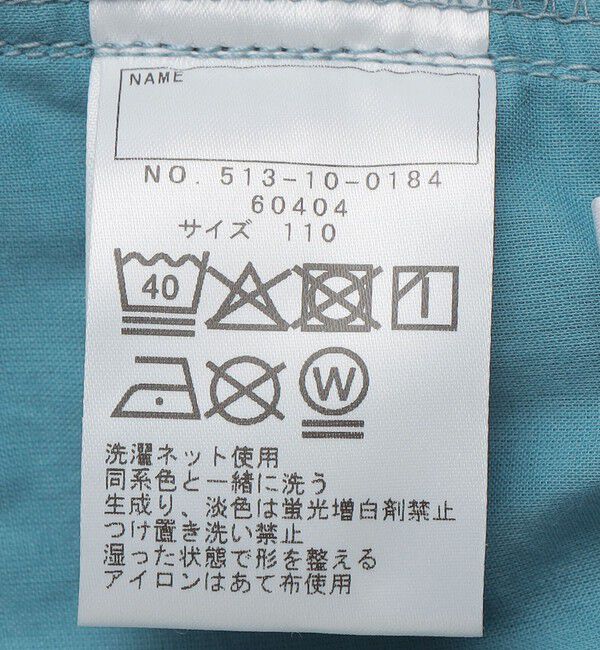 NAME
NO. 513-10-0184
60404
サイズ 110
40
W
洗濯ネット使用
同系色と一緒に洗う
生成り、淡色は蛍光増白剤禁止
つけ置き洗い禁止
湿った状態で形を整える
アイロンはあて布使用